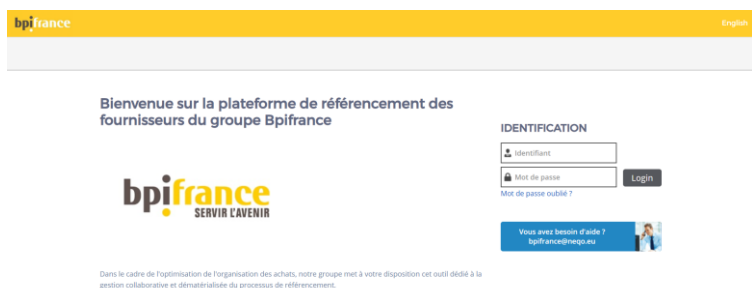 bpifrance
English
Bienvenue sur la plateforme de référencement des
fournisseurs du groupe Bpifrance
bpifrance
SERVIR L'AVENIR
Dans le cadre de l'optimisation de l'organisation des achats, notre groupe met à votre disposition cet outil dédié à la
gestion collaborative et dématérialisée du processus de référencement.
IDENTIFICATION
Identifiant
Mot de passe
Login
Mot de passe oublié ?
Vous avez besoin d'aide ?
bpifrance@neqo.eu